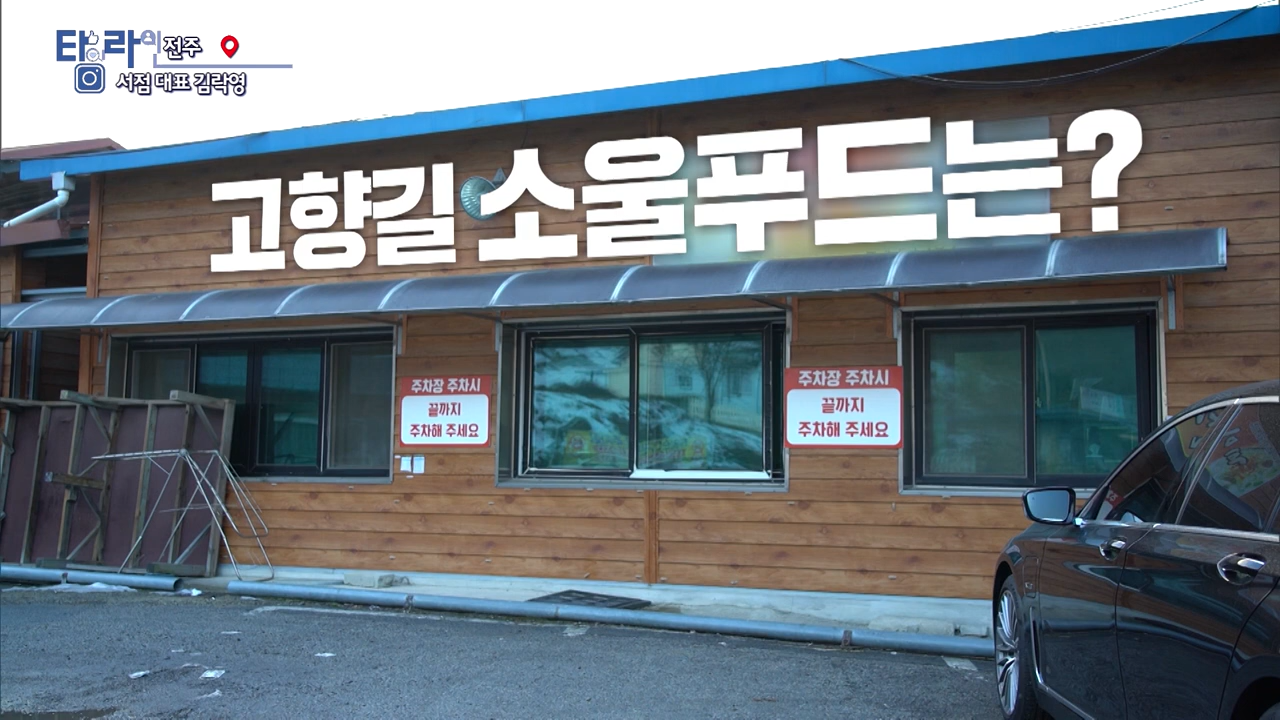 타인라인 전주
서점 대표 김락영
고향길 소울푸드는?
주차장 주차시
끝까지
주차해 주세요
주차장 주차시
끝까지
주차해 주세요